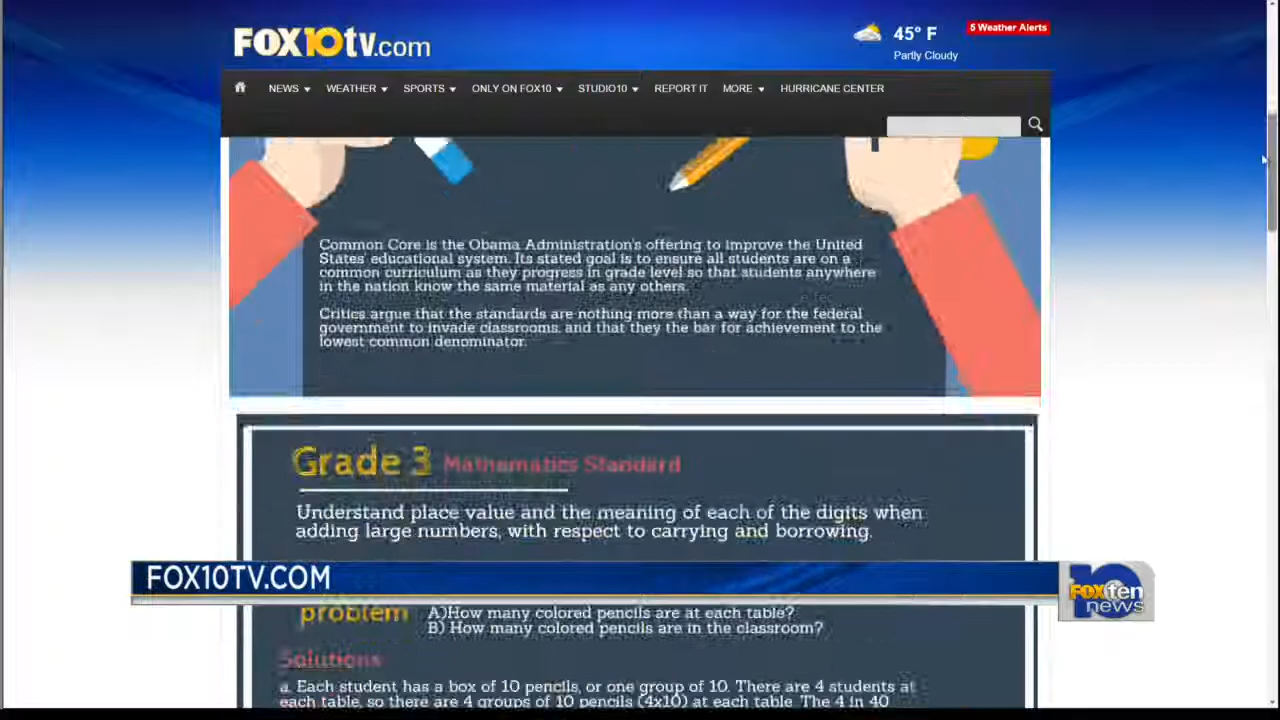 FOX10tv.com
45° F
5 Weather Alerts
Partly Cloudy
NEWS WEATHER SPORTS ONLY ON FOX10 STUDIO10 REPORT IT MORE HURRICANE CENTER
Common Core is the Obama Administration's offering to improve the United
States' educational system. Its stated goal is to ensure all students are on a
common curriculum as they progress in grade level so that students anywhere
in the nation know the same material as any others.
Critics argue that the standards are nothing more than a way for the federal
government to invade classrooms, and that they the bar for achievement to the
lowest common denominator.
Grade 3 Mathematics Standard
Understand place value and the meaning of each of the digits when
adding large numbers, with respect to carrying and borrowing.
FOX10TV.COM
10
FOX ten
news
problem
A)How many colored pencils are at each table?
B) How many colored pencils are in the classroom?
Solutions
a. Each student has a box of 10 pencils, or one group of 10. There are 4 students at
each table, so there are 4 groups of 10 pencils (4x10) at each table. The 4 in 40